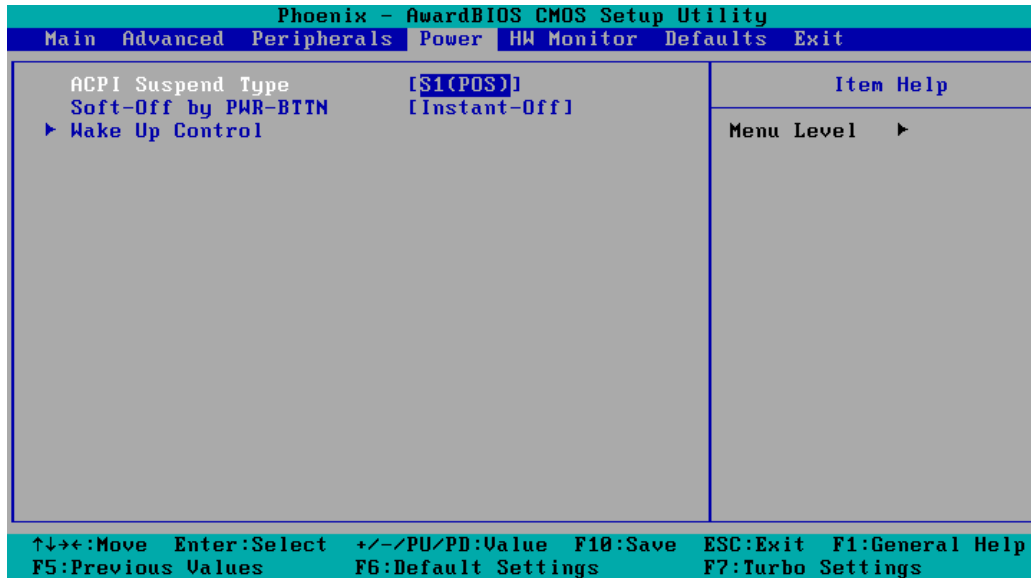 Phoenix - AwardBIOS CMOS Setup Utility
Main Advanced Peripherals Power HW Monitor Defaults Exit
ACPI Suspend Type [S1(POS)]
Soft-Off by PWR-BTTN [Instant-Off]
▶ Wake Up Control
Item Help
Menu Level ▶
↑↓→←:Move Enter:Select +/-/PU/PD:Value F10:Save ESC:Exit F1:General Help
F5:Previous Values F6:Default Settings F7:Turbo Settings